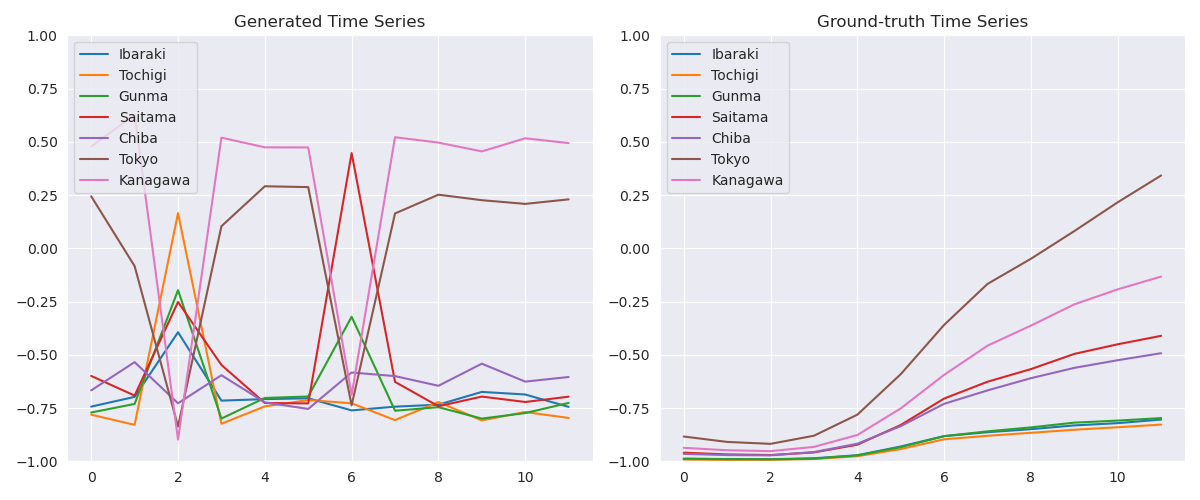 Generated Time Series
1.00
0.75
0.50
0.25
0.00
−0.25
−0.50
−0.75
−1.00
0 2 4 6 8 10
Ibaraki
Tochigi
Gunma
Saitama
Chiba
Tokyo
Kanagawa
Ground-truth Time Series
1.00
0.75
0.50
0.25
0.00
−0.25
−0.50
−0.75
−1.00
0 2 4 6 8 10
Ibaraki
Tochigi
Gunma
Saitama
Chiba
Tokyo
Kanagawa